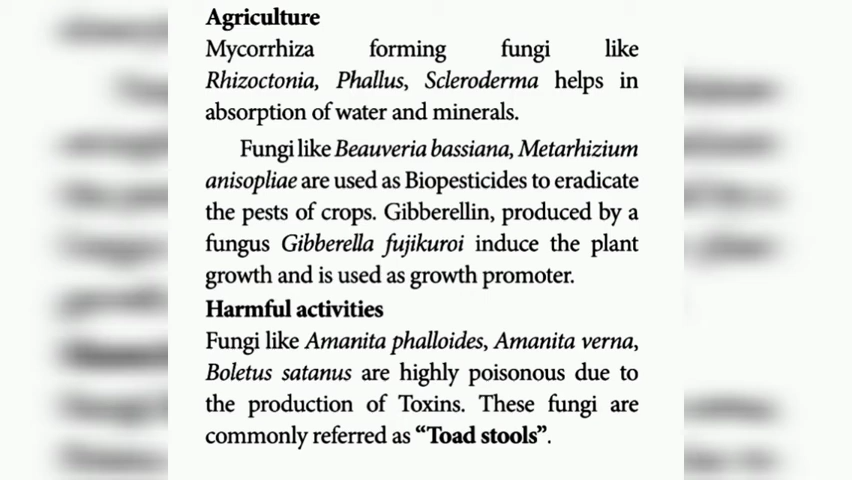 Agriculture
Mycorrhiza forming fungi like
Rhizoctonia, Phallus, Scleroderma helps in
absorption of water and minerals.
Fungi like Beauveria bassiana, Metarhizium
anisopliae are used as Biopesticides to eradicate
the pests of crops. Gibberellin, produced by a
fungus Gibberella fujikuroi induce the plant
growth and is used as growth promoter.
Harmful activities
Fungi like Amanita phalloides, Amanita verna,
Boletus satanus are highly poisonous due to
the production of Toxins. These fungi are
commonly referred as “Toad stools”.